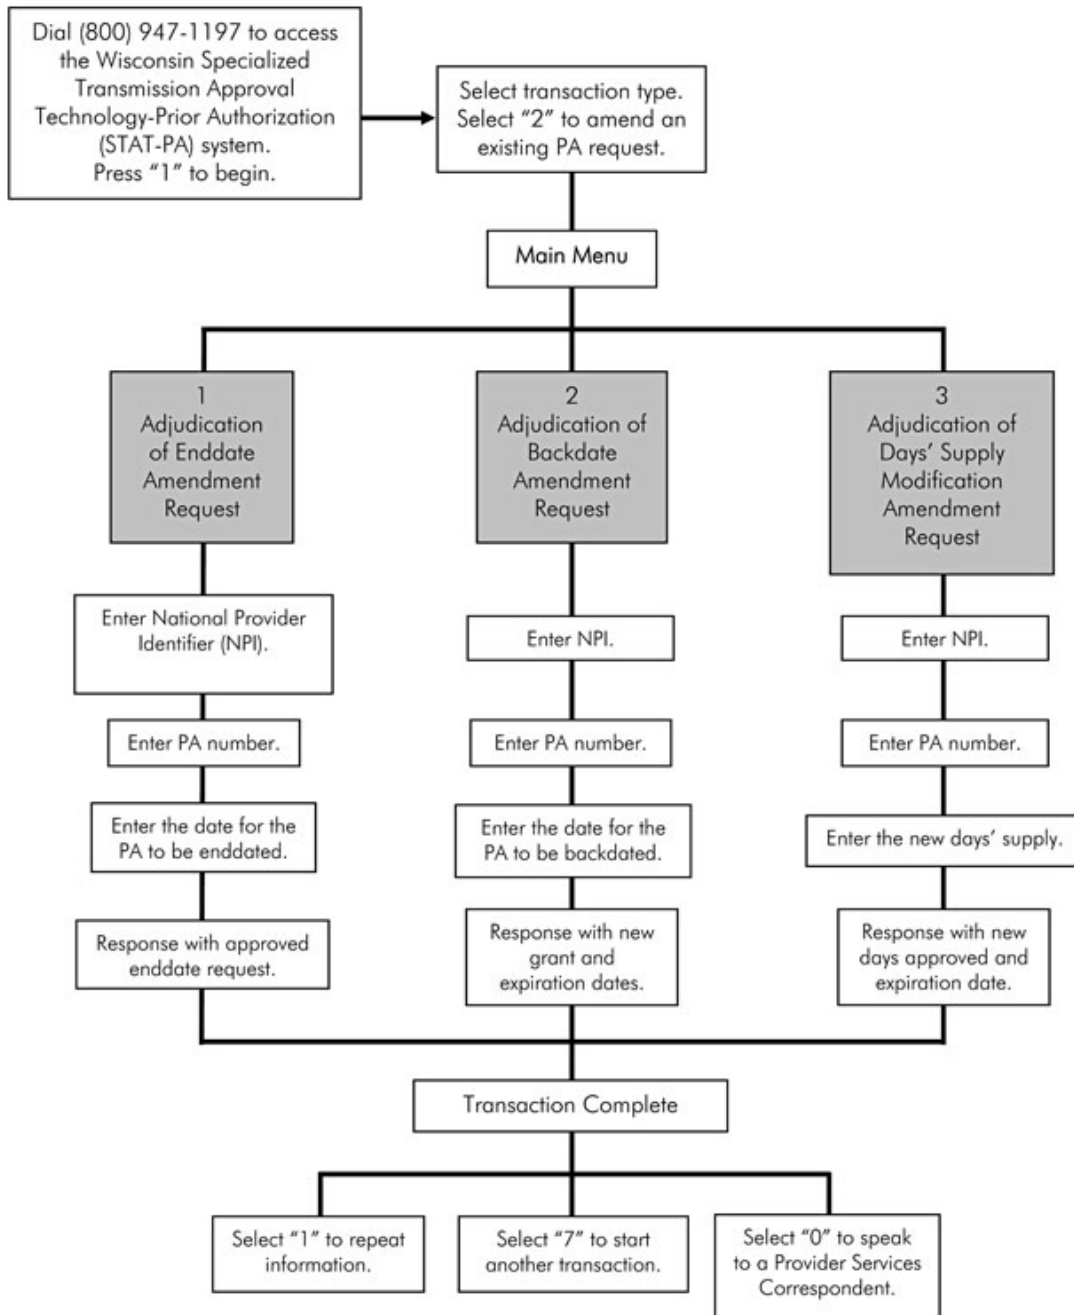 Dial (800) 947-1197 to access
the Wisconsin Specialized
Transmission Approval
Technology-Prior Authorization
(STAT-PA) system.
Press “1” to begin.
Select transaction type.
Select “2” to amend an
existing PA request.
Main Menu
1
Adjudication
of Enddate
Amendment
Request
2
Adjudication of
Backdate
Amendment
Request
3
Adjudication of
Days’ Supply
Modification
Amendment
Request
Enter National Provider
Identifier (NPI).
Enter NPI.
Enter NPI.
Enter PA number.
Enter PA number.
Enter PA number.
Enter the date for the
PA to be enddated.
Enter the date for the
PA to be backdated.
Enter the new days’ supply.
Response with approved
enddate request.
Response with new
grant and
expiration dates.
Response with new
days approved and
expiration date.
Transaction Complete
Select “1” to repeat
information.
Select “7” to start
another transaction.
Select “0” to speak
to a Provider Services
Correspondent.